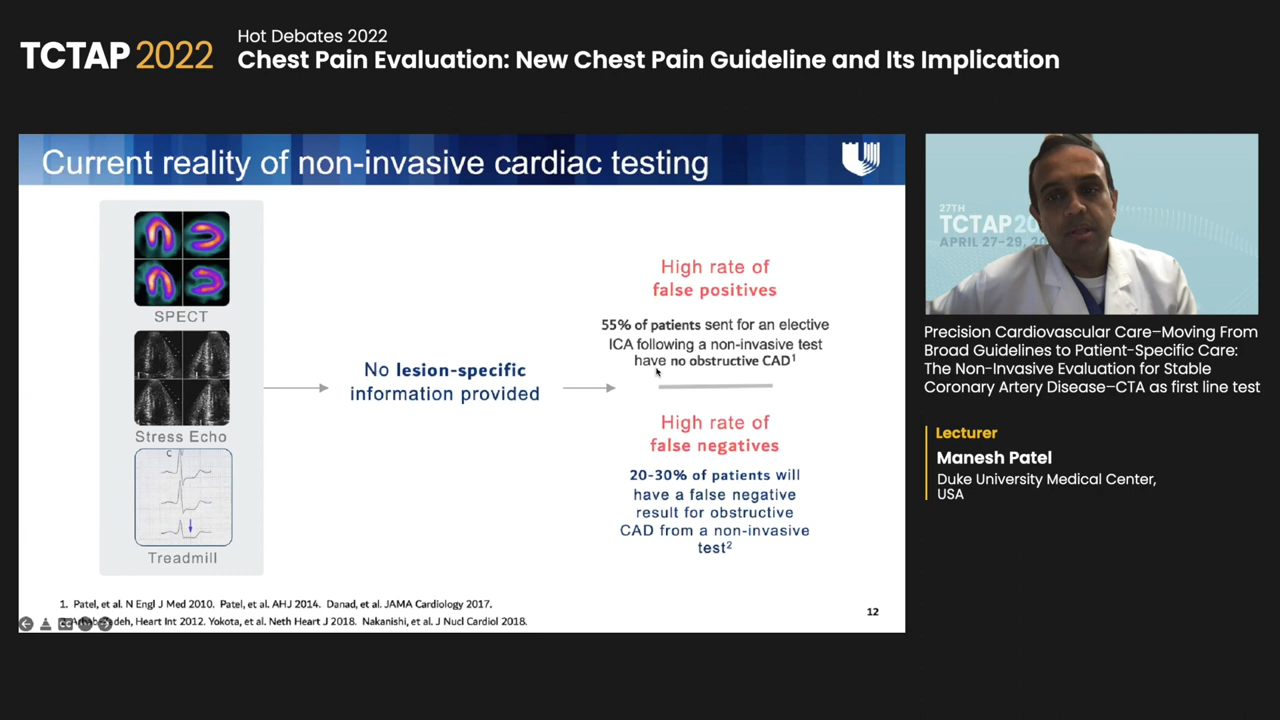 TCTAP 2022
Hot Debates 2022
Chest Pain Evaluation: New Chest Pain Guideline and Its Implication
Current reality of non-invasive cardiac testing
SPECT
Stress Echo
C V
Treadmill
No lesion-specific
information provided
High rate of
false positives
55% of patients sent for an elective
ICA following a non-invasive test
have no obstructive CAD1
High rate of
false negatives
20-30% of patients will
have a false negative
result for obstructive
CAD from a non-invasive
test2
1. Patel, et al. N Engl J Med 2010. Patel, et al. AHJ 2014. Danad, et al. JAMA Cardiology 2017.
Heart Int 2012. Yokota, et al. Neth Heart J 2018. Nakanishi, et al. J Nucl Cardiol 2018.
12
27TH
TCTAP20
APRIL 27-29, 20
Precision Cardiovascular Care–Moving From
Broad Guidelines to Patient-Specific Care:
The Non-Invasive Evaluation for Stable
Coronary Artery Disease–CTA as first line test
Lecturer
Manesh Patel
Duke University Medical Center,
USA